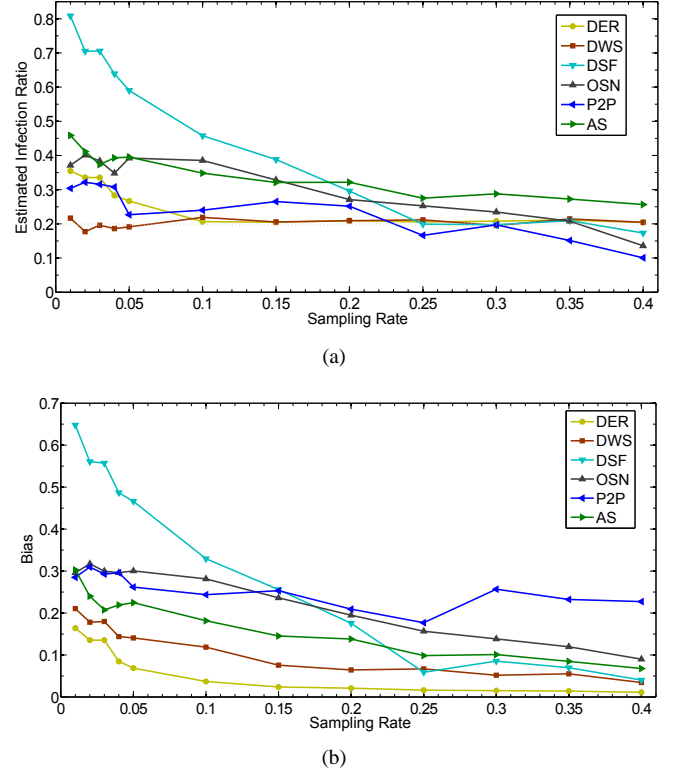 0.8
0.7
0.6
0.5
0.4
0.3
0.2
0.1
0
Estimated Infection Ratio
DER
DWS
DSF
OSN
P2P
AS
0 0.05 0.1 0.15 0.2 0.25 0.3 0.35 0.4
Sampling Rate
(a)
0.7
0.6
0.5
0.4
0.3
0.2
0.1
0
Bias
DER
DWS
DSF
OSN
P2P
AS
0 0.05 0.1 0.15 0.2 0.25 0.3 0.35 0.4
Sampling Rate
(b)